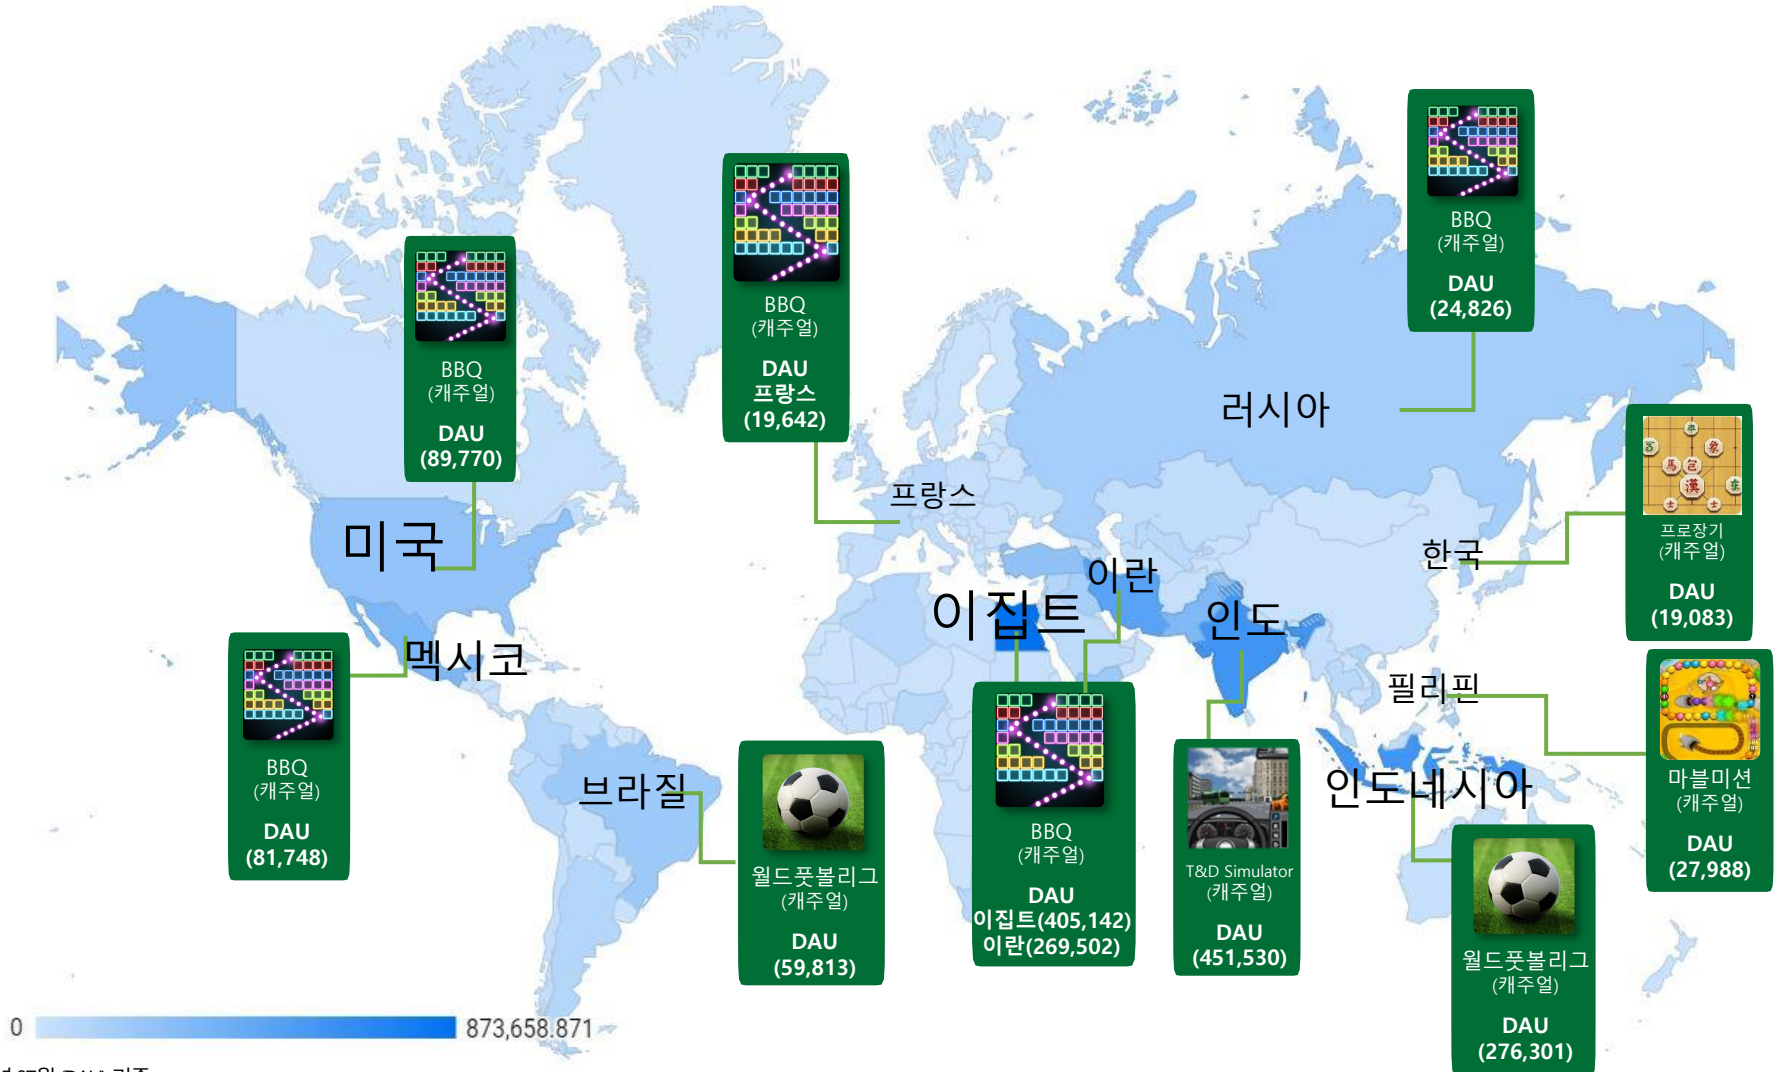 BBQ
(캐주얼)
DAU
(24,826)
BBQ
(캐주얼)
DAU
프랑스
(19,642)
BBQ
(캐주얼)
DAU
(89,770)
러시아
프랑스
미국
프로장기
(캐주얼)
DAU
(19,083)
한국
이란
이집트
인도
멕시코
필리핀
BBQ
(캐주얼)
DAU
(81,748)
브라질
월드풋볼리그
(캐주얼)
DAU
(59,813)
BBQ
(캐주얼)
DAU
이집트(405,142)
이란(269,502)
T&D Simulator
(캐주얼)
DAU
(451,530)
인도네시아
마블미션
(캐주얼)
DAU
(27,988)
월드풋볼리그
(캐주얼)
DAU
(276,301)
0
873,658.871